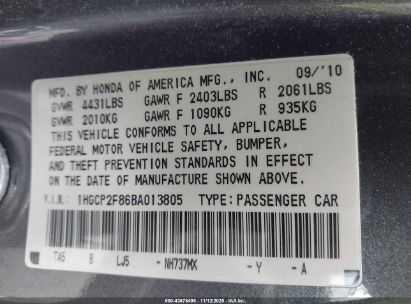 MFD. BY HONDA OF AMERICA MFG., INC. 09/'10
GVWR 4431LBS GAWR F 2403LBS R 2061LBS
GVWR 2010KG GAWR F 1090KG R 935KG
THIS VEHICLE CONFORMS TO ALL APPLICABLE
FEDERAL MOTOR VEHICLE SAFETY, BUMPER,
AND THEFT PREVENTION STANDARDS IN EFFECT
ON THE DATE OF MANUFACTURE SHOWN ABOVE.
V.I.N: 1HGCP2F86BA013805 TYPE: PASSENGER CAR
TA5 B LJ5 - NH737MX - Y - A